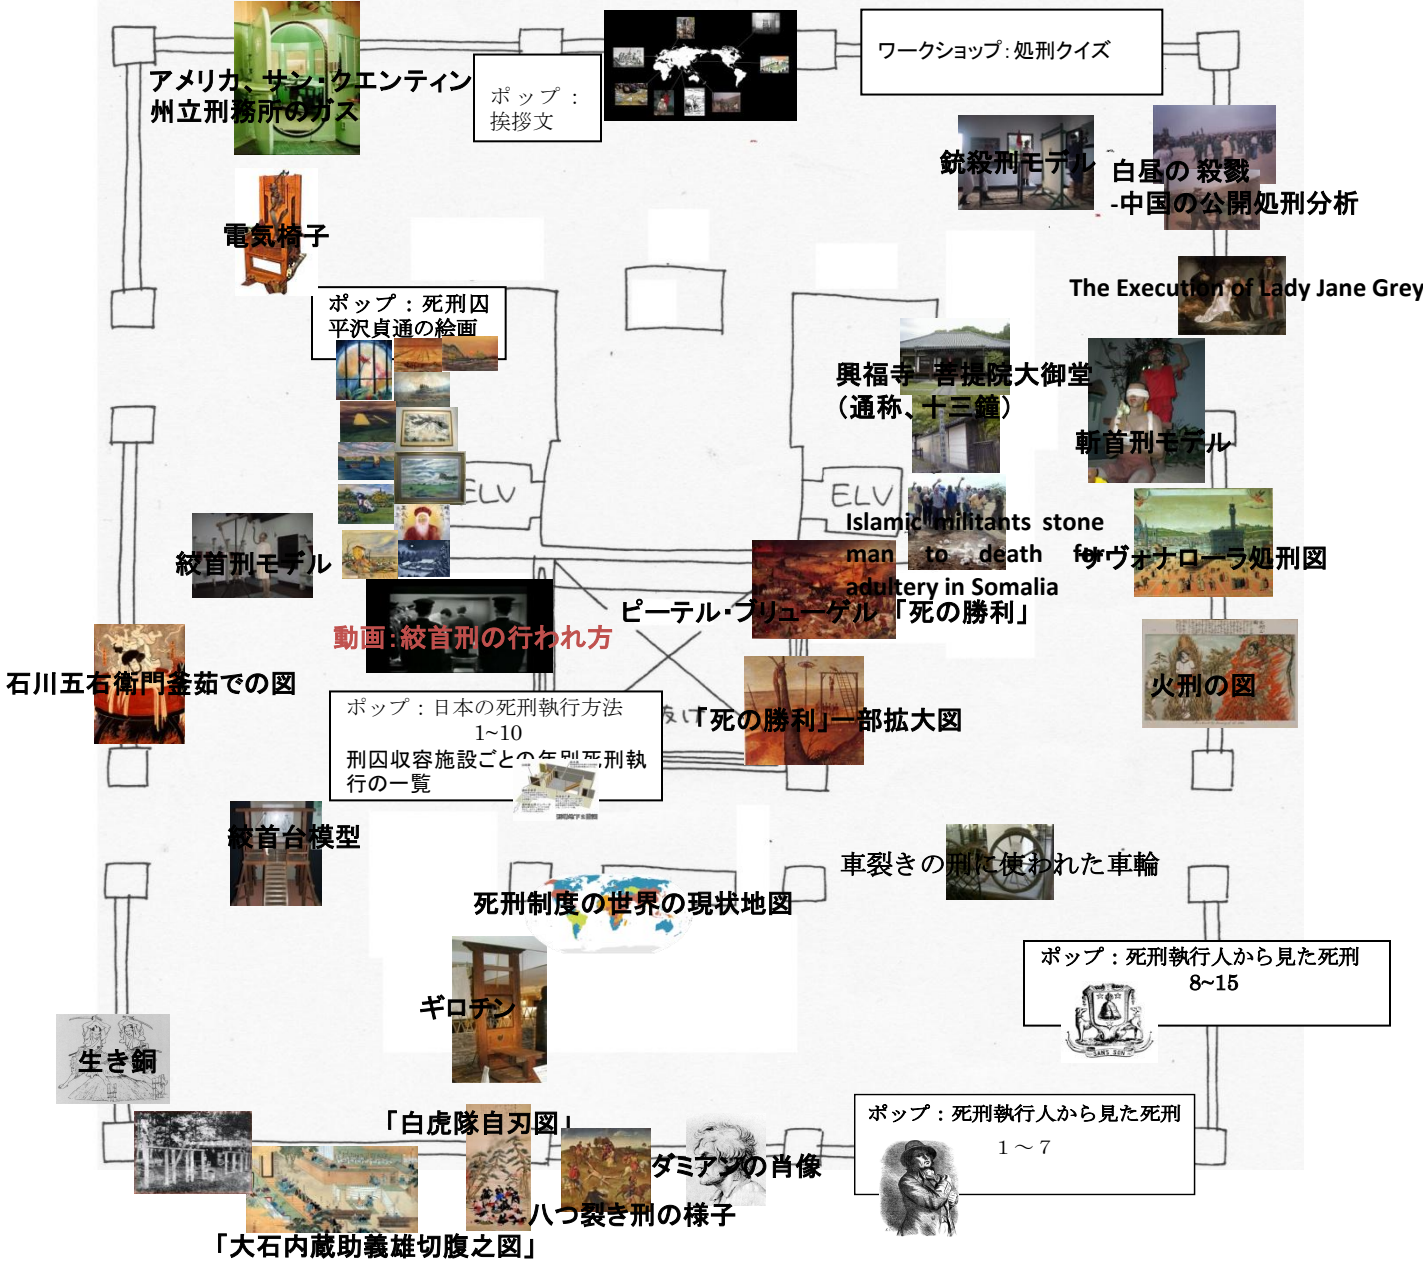 アメリカ、サン・クエンティン
州立刑務所のガス
ポップ：
挨拶文
ワークショップ：処刑クイズ
銃殺刑モデル
白昼の 殺戮
-中国の公開処刑分析
電気椅子
The Execution of Lady Jane Grey
ポップ：死刑囚
平沢貞通の絵画
興福寺 菩提院大御堂
（通称、十三鐘）
斬首刑モデル
ELV
ELV
Islamic militants stone
man to death for
adultery in Somalia
サヴォナローラ処刑図
絞首刑モデル
ピーテル・ブリューゲル 「死の勝利」
動画：絞首刑の行われ方
石川五右衛門釜茹での図
火刑の図
ポップ：日本の死刑執行方法
1~10
刑囚収容施設ごとの年別死刑執
行の一覧
「死の勝利」一部拡大図
絞首台模型
車裂きの刑に使われた車輪
死刑制度の世界の現状地図
ポップ：死刑執行人から見た死刑
8~15
SANS SON
ギロチン
生き銅
「白虎隊自刃図」
ポップ：死刑執行人から見た死刑
1～7
ダミアンの肖像
八つ裂き刑の様子
「大石内蔵助義雄切腹之図」